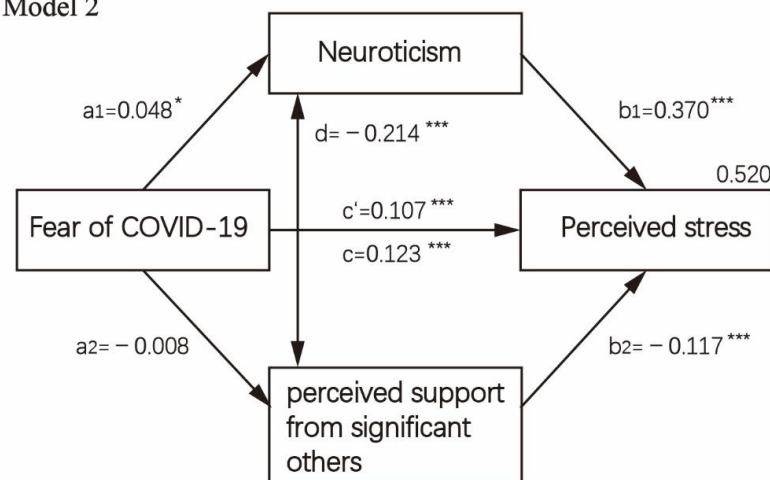 Model 2
Neuroticism
a1=0.048*
b1=0.370***
d= − 0.214 ***
0.520
Fear of COVID-19
c‘=0.107 ***
c=0.123 ***
Perceived stress
a2= − 0.008
b2= − 0.117 ***
perceived support
from significant
others